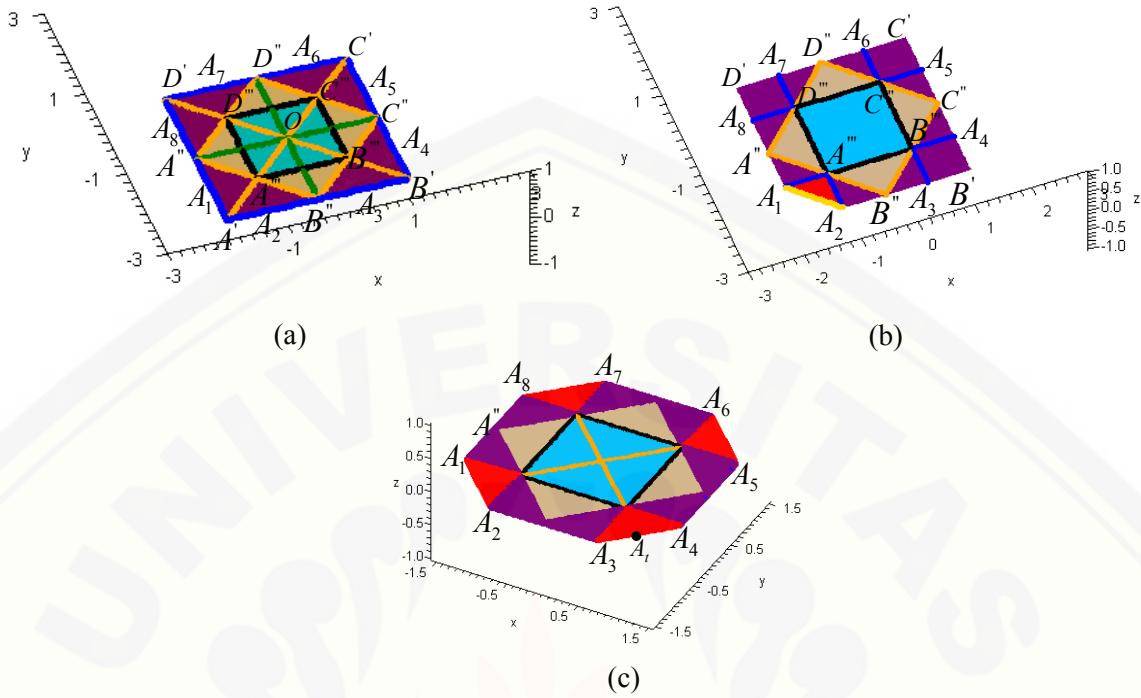 3
1
-1
-3
y
-3
-3
-1
1
x
1
0
-1
z
D'
A₇
D"
A₆
C'
D'''
C'''
A₅
C"
O
A₈
A"
A₄
B'''
A'''
B'
A₁
A₃
A'
A₂
B"
(a)
3
1
-1
-3
y
-3
-2
-1
0
1
2
x
1.0
0.5
0.0
-1.0
z
D'
A₇
D"
A₆
C'
A₅
D'''
C"
C"
B'''
A₈
A₄
A"
A'''
A₁
A₂
B"
A₃
B'
(b)
A₈
A₇
A"
A₆
A₁
A₅
A₂
A₃
Aₜ
A₄
1.0
0.5
z
0.0
-0.5
-1.0
-1.5
-0.5
x
0.5
1.5
-1.5
-0.5
y
0.5
1.5
(c)
UNIVERSITAS